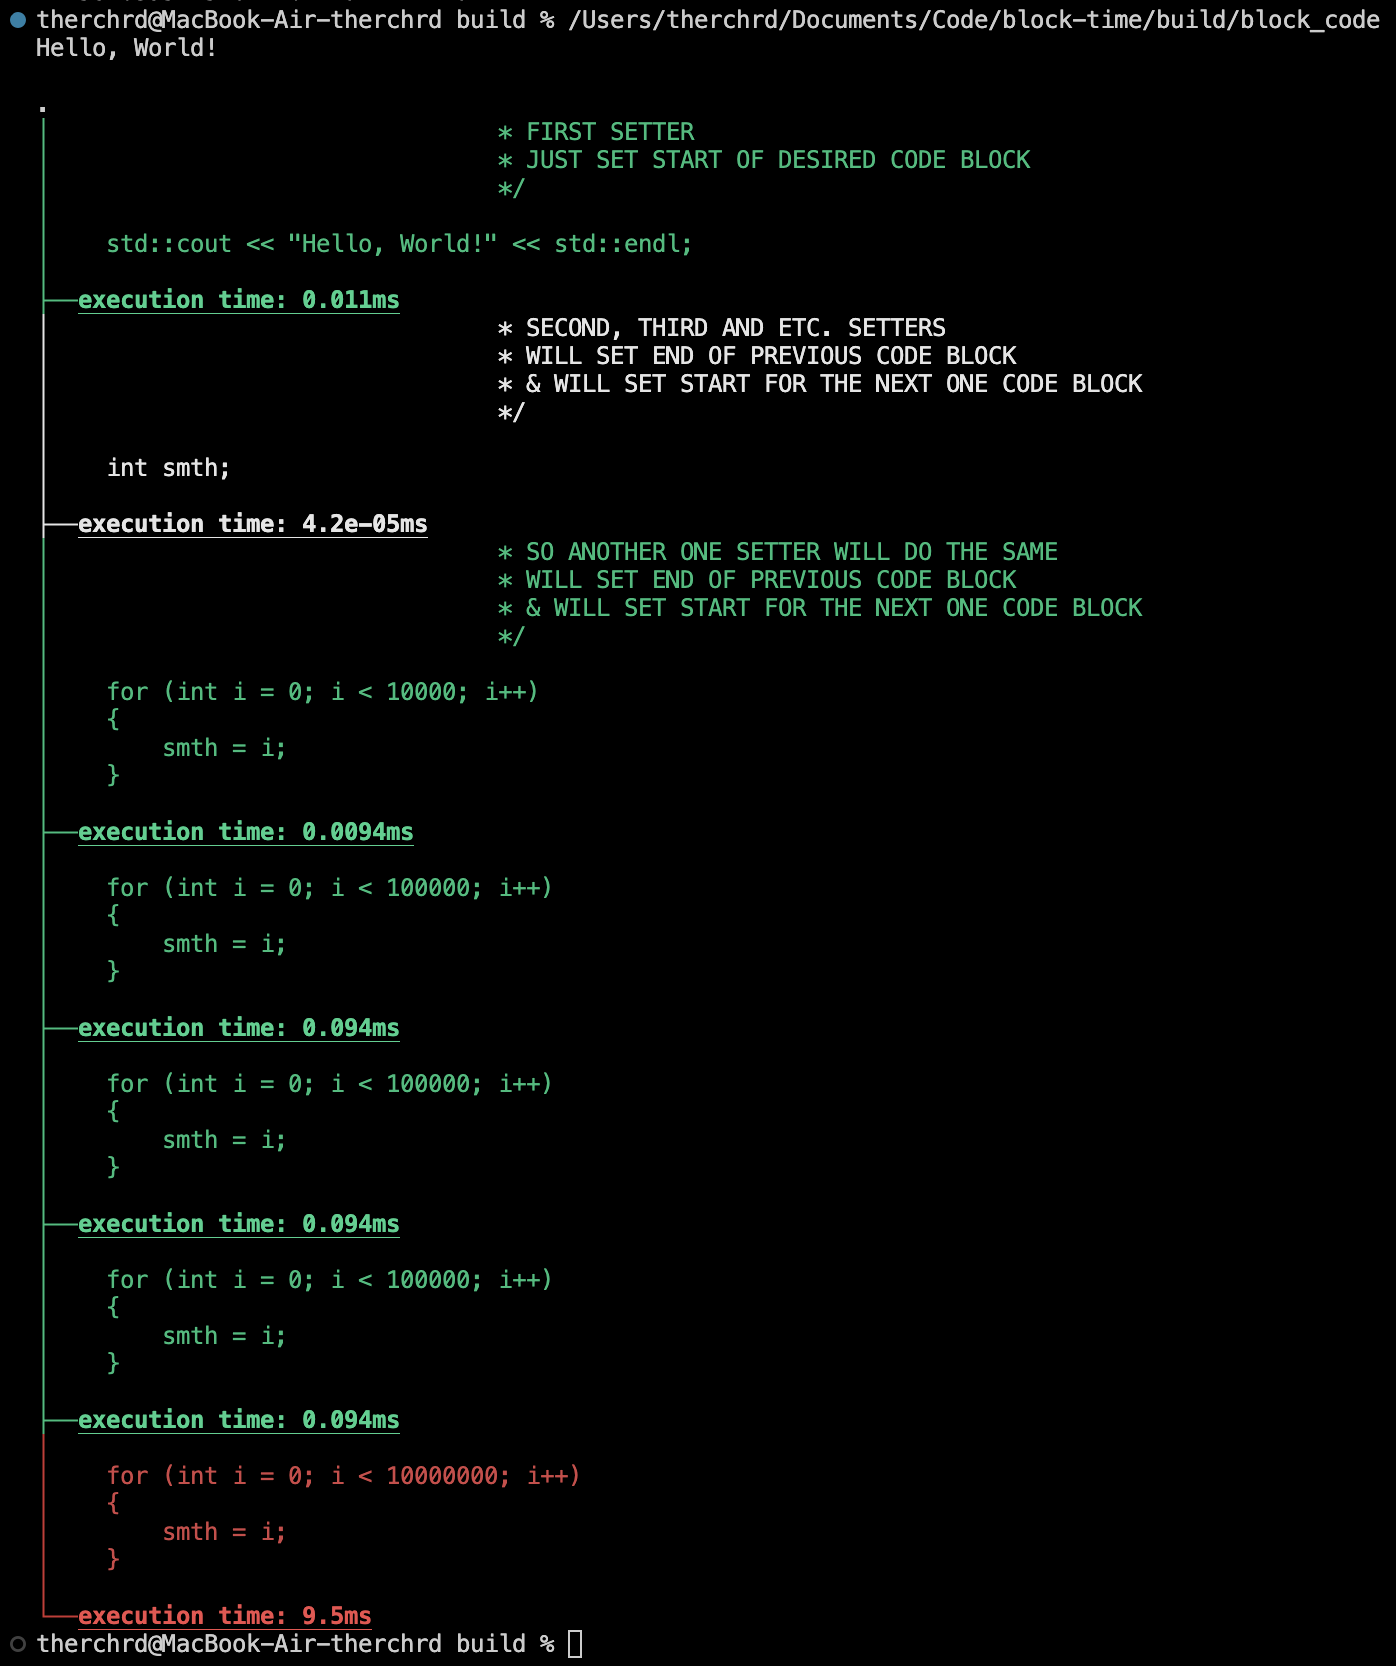 therchrd@MacBook-Air-therchrd build % /Users/therchrd/Documents/Code/block-time/build/block_code
Hello, World!
.
* FIRST SETTER
* JUST SET START OF DESIRED CODE BLOCK
*/
std::cout << "Hello, World!" << std::endl;
execution time: 0.011ms
* SECOND, THIRD AND ETC. SETTERS
* WILL SET END OF PREVIOUS CODE BLOCK
* & WILL SET START FOR THE NEXT ONE CODE BLOCK
*/
int smth;
execution time: 4.2e-05ms
* SO ANOTHER ONE SETTER WILL DO THE SAME
* WILL SET END OF PREVIOUS CODE BLOCK
* & WILL SET START FOR THE NEXT ONE CODE BLOCK
*/
for (int i = 0; i < 10000; i++)
{
smth = i;
}
execution time: 0.0094ms
for (int i = 0; i < 100000; i++)
{
smth = i;
}
execution time: 0.094ms
for (int i = 0; i < 100000; i++)
{
smth = i;
}
execution time: 0.094ms
for (int i = 0; i < 100000; i++)
{
smth = i;
}
execution time: 0.094ms
for (int i = 0; i < 10000000; i++)
{
smth = i;
}
execution time: 9.5ms
therchrd@MacBook-Air-therchrd build %